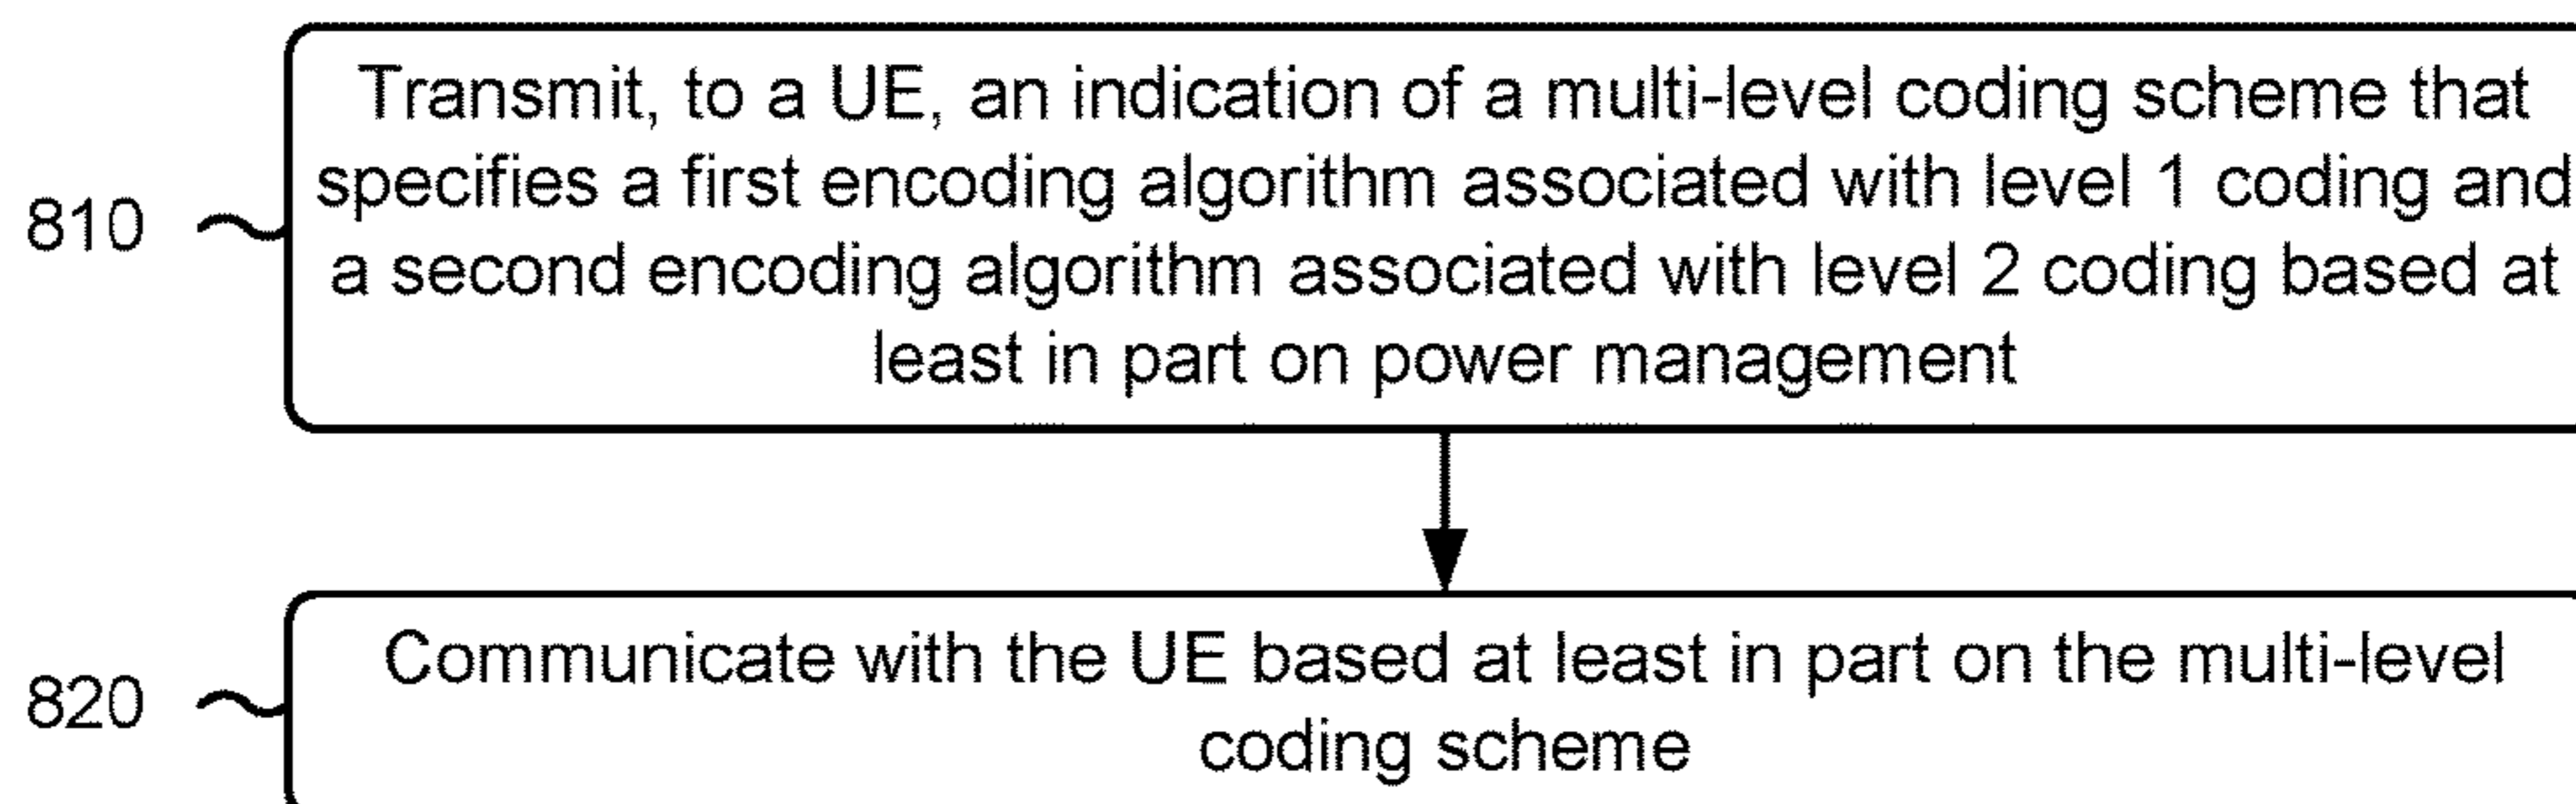 Transmit, to a UE, an indication of a multi-level coding scheme that
specifies a first encoding algorithm associated with level 1 coding and
810
a second encoding algorithm associated with level 2 coding based at
least in part on power management
Communicate with the UE based at least in part on the multi-level
820
coding scheme